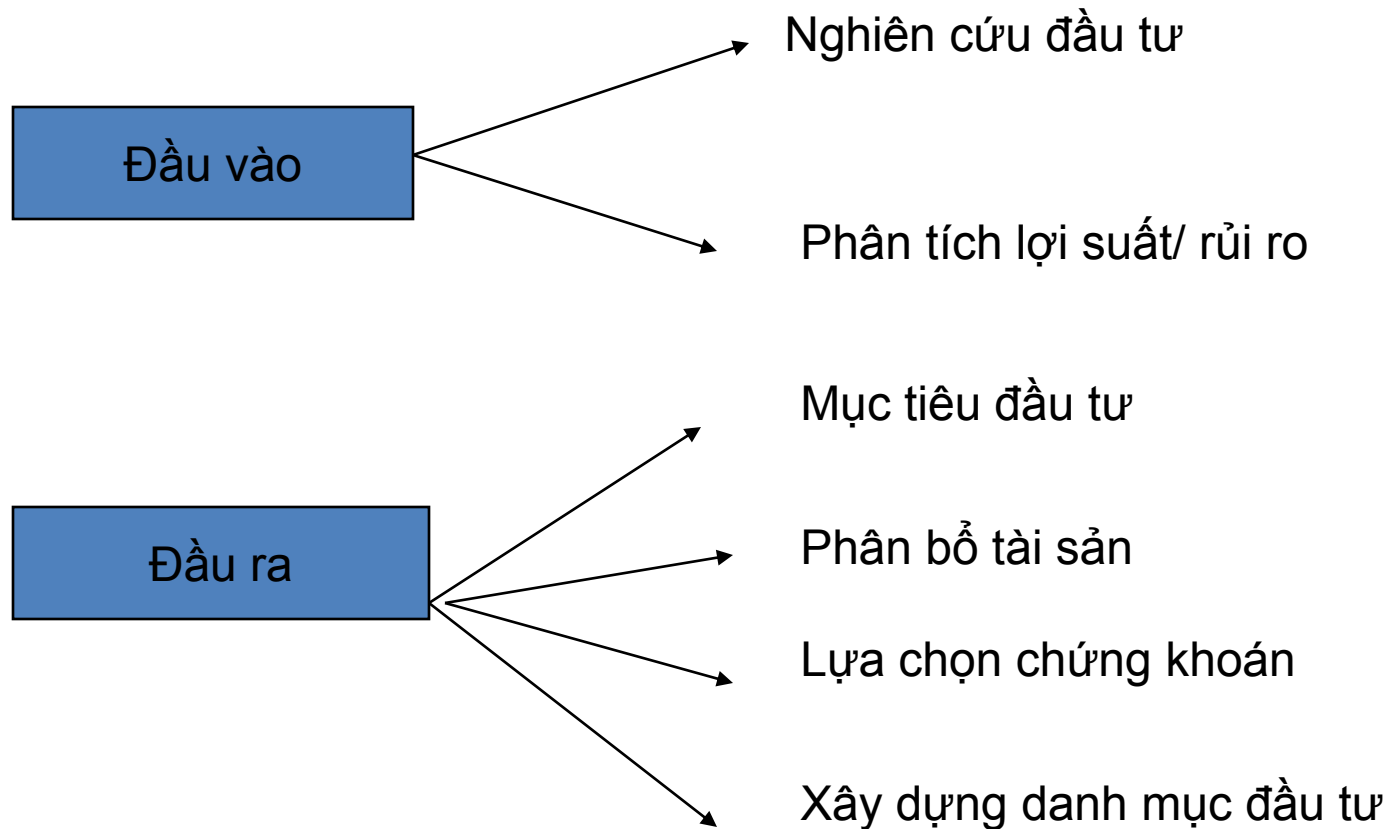 Nghiên cứu đầu tư
Đầu vào
Phân tích lợi suất/ rủi ro
Mục tiêu đầu tư
Phân bổ tài sản
Đầu ra
Lựa chọn chứng khoán
Xây dựng danh mục đầu tư